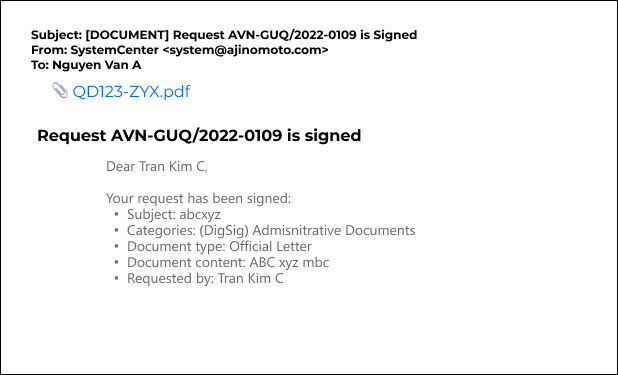 Subject: [DOCUMENT] Request AVN-GUQ/2022-0109 is Signed
From: SystemCenter <system@ajinomoto.com>
To: Nguyen Van A
QD123-ZYX.pdf
Request AVN-GUQ/2022-0109 is signed
Dear Tran Kim C,
Your request has been signed:
• Subject: abcxyz
• Categories: (DigSig) Admisnitrative Documents
• Document type: Official Letter
• Document content: ABC xyz mbc
• Requested by: Tran Kim C